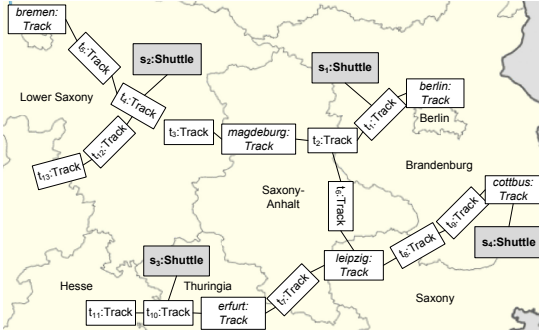 bremen:
Track
t5:Track
s2:Shuttle
t4:Track
Lower Saxony
s1:Shuttle
berlin:
Track
t1:Track
Berlin
t3:Track
magdeburg:
Track
t2:Track
t12:Track
t13:Track
Brandenburg
Saxony-
Anhalt
t6:Track
cottbus:
Track
t9:Track
t8:Track
s4:Shuttle
s3:Shuttle
leipzig:
Track
Hesse
Thuringia
t7:Track
Saxony
t11:Track
t10:Track
erfurt:
Track